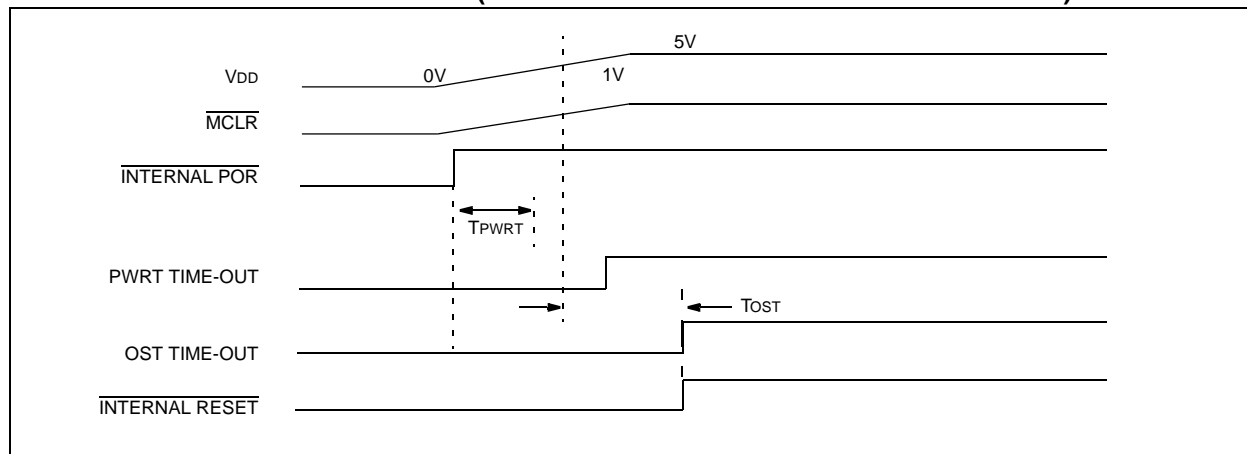 5V
VDD 0V 1V
MCLR
INTERNAL POR
TPWRT
PWRT TIME-OUT
TOST
OST TIME-OUT
INTERNAL RESET